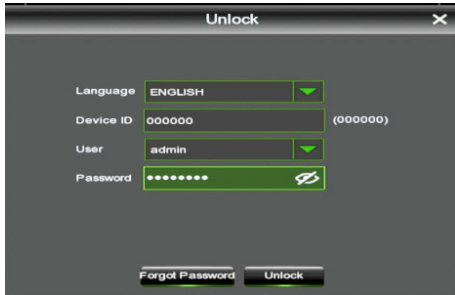 Unlock
Language ENGLISH
Device ID 000000 (000000)
User admin
Password ••••••••
Forgot Password Unlock